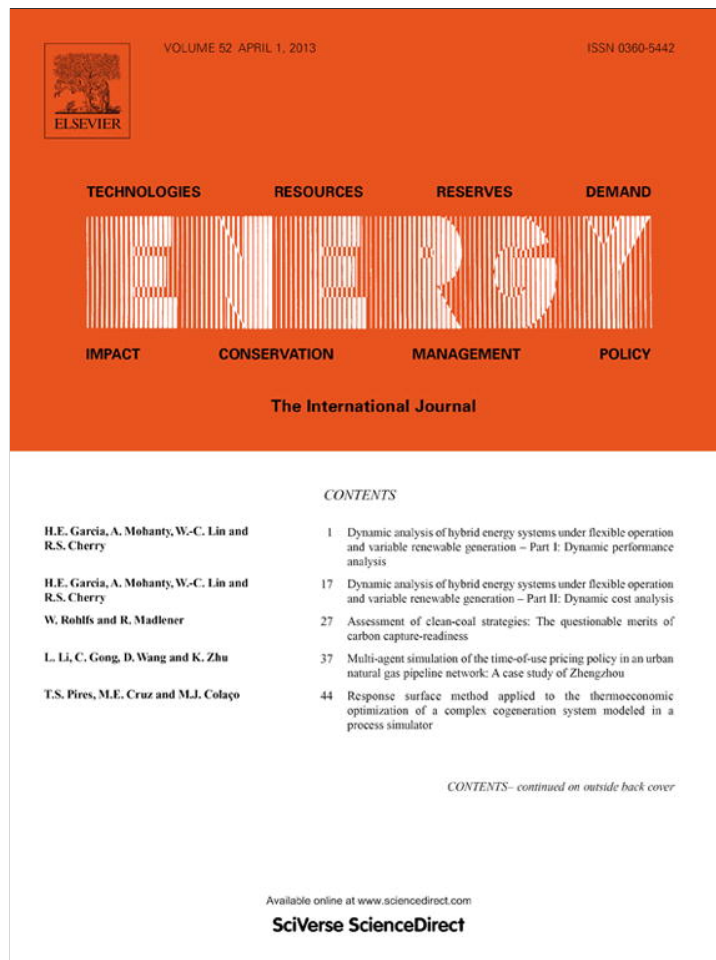 VOLUME 52 APRIL 1, 2013
ISSN 0360-5442
ELSEVIER
TECHNOLOGIES RESOURCES RESERVES DEMAND
ENERGY
IMPACT CONSERVATION MANAGEMENT POLICY
The International Journal
CONTENTS
H.E. Garcia, A. Mohanty, W.-C. Lin and
R.S. Cherry
1 Dynamic analysis of hybrid energy systems under flexible operation
and variable renewable generation – Part I: Dynamic performance
analysis
H.E. Garcia, A. Mohanty, W.-C. Lin and
R.S. Cherry
17 Dynamic analysis of hybrid energy systems under flexible operation
and variable renewable generation – Part II: Dynamic cost analysis
W. Rohlfs and R. Madlener
27 Assessment of clean-coal strategies: The questionable merits of
carbon capture-readiness
L. Li, C. Gong, D. Wang and K. Zhu
37 Multi-agent simulation of the time-of-use pricing policy in an urban
natural gas pipeline network: A case study of Zhengzhou
T.S. Pires, M.E. Cruz and M.J. Colaço
44 Response surface method applied to the thermoeconomic
optimization of a complex cogeneration system modeled in a
process simulator
CONTENTS– continued on outside back cover
Available online at www.sciencedirect.com
SciVerse ScienceDirect